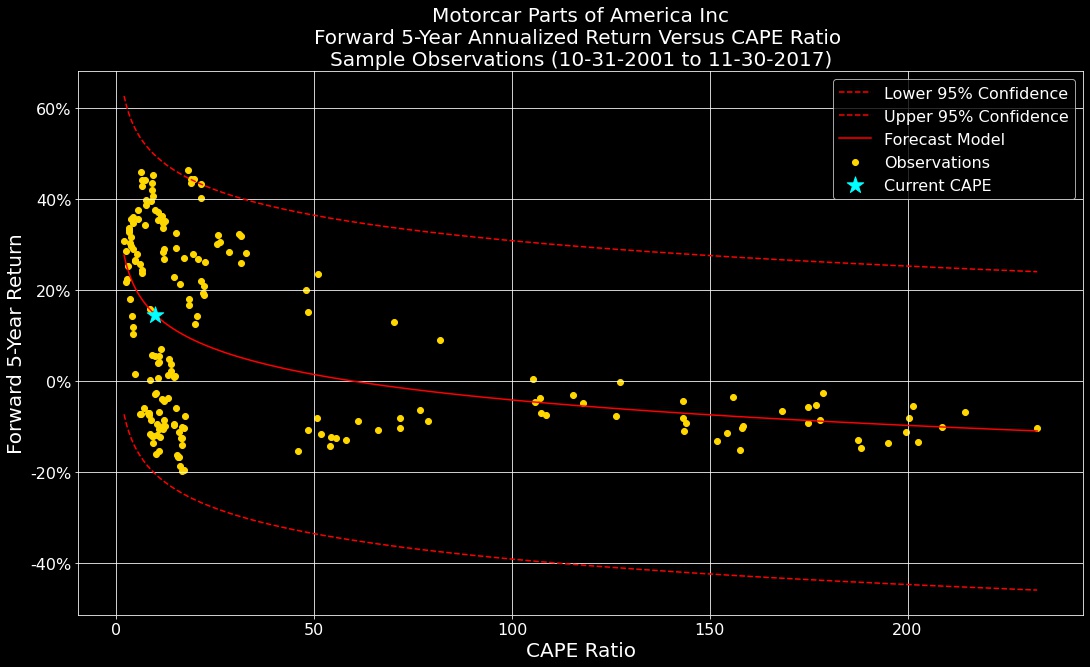 Motorcar Parts of America Inc
Forward 5-Year Annualized Return Versus CAPE Ratio
Sample Observations (10-31-2001 to 11-30-2017)
Lower 95% Confidence
Upper 95% Confidence
Forecast Model
Observations
Current CAPE
Forward 5-Year Return
60%
40%
20%
0%
-20%
-40%
0
50
100
150
200
CAPE Ratio